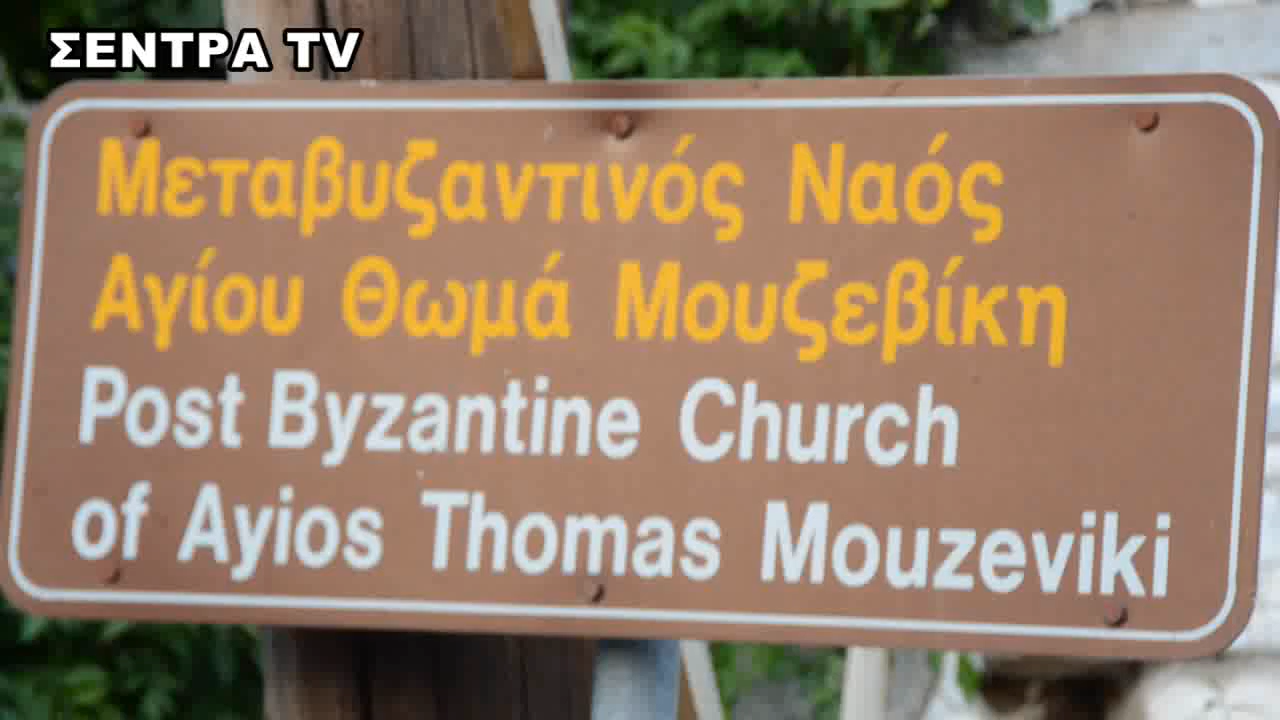 ΣΕΝΤΡΑ TV
Μεταβυζαντινός Ναός
Αγίου Θωμά Μουζεβίκη
Post Byzantine Church
of Ayios Thomas Mouzeviki